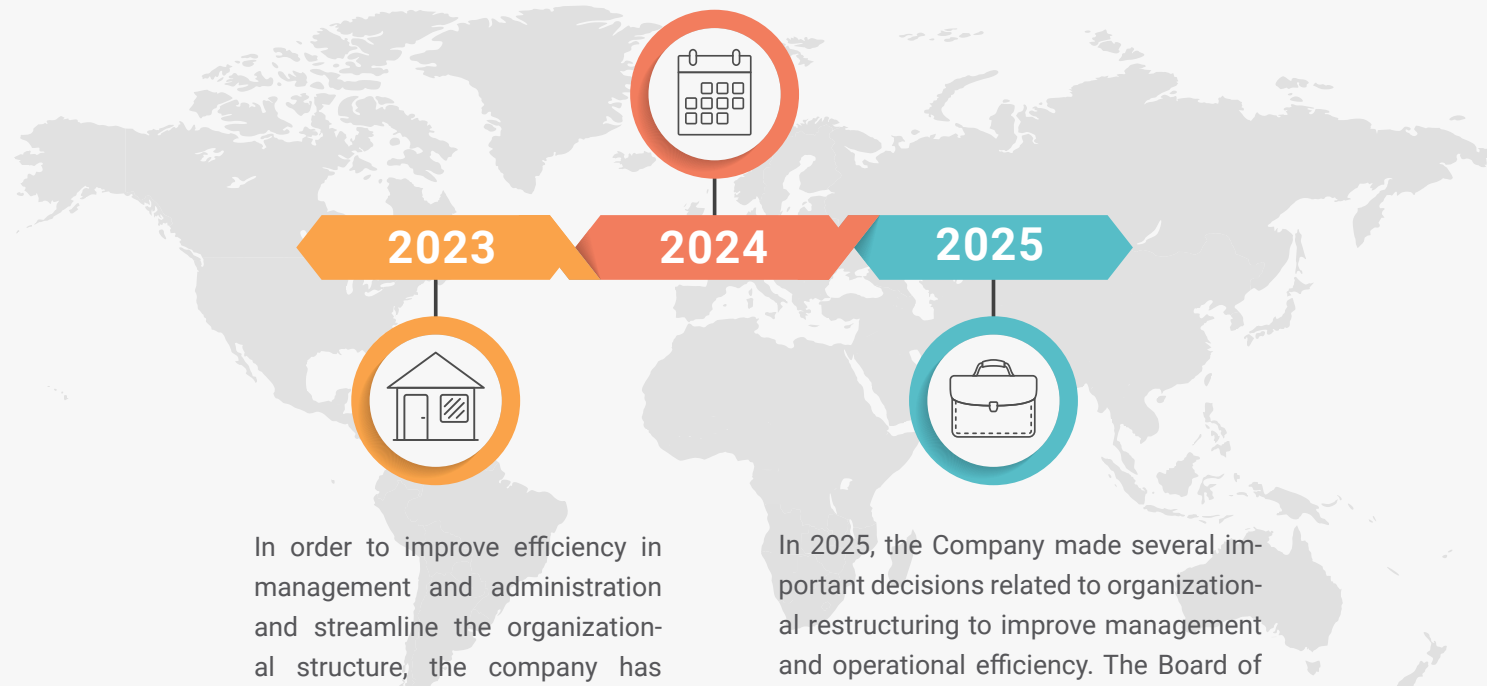 2023
2024
2025
In order to improve efficiency in
management and administration
and streamline the organization-
al structure, the company has
In 2025, the Company made several im-
portant decisions related to organization-
al restructuring to improve management
and operational efficiency. The Board of